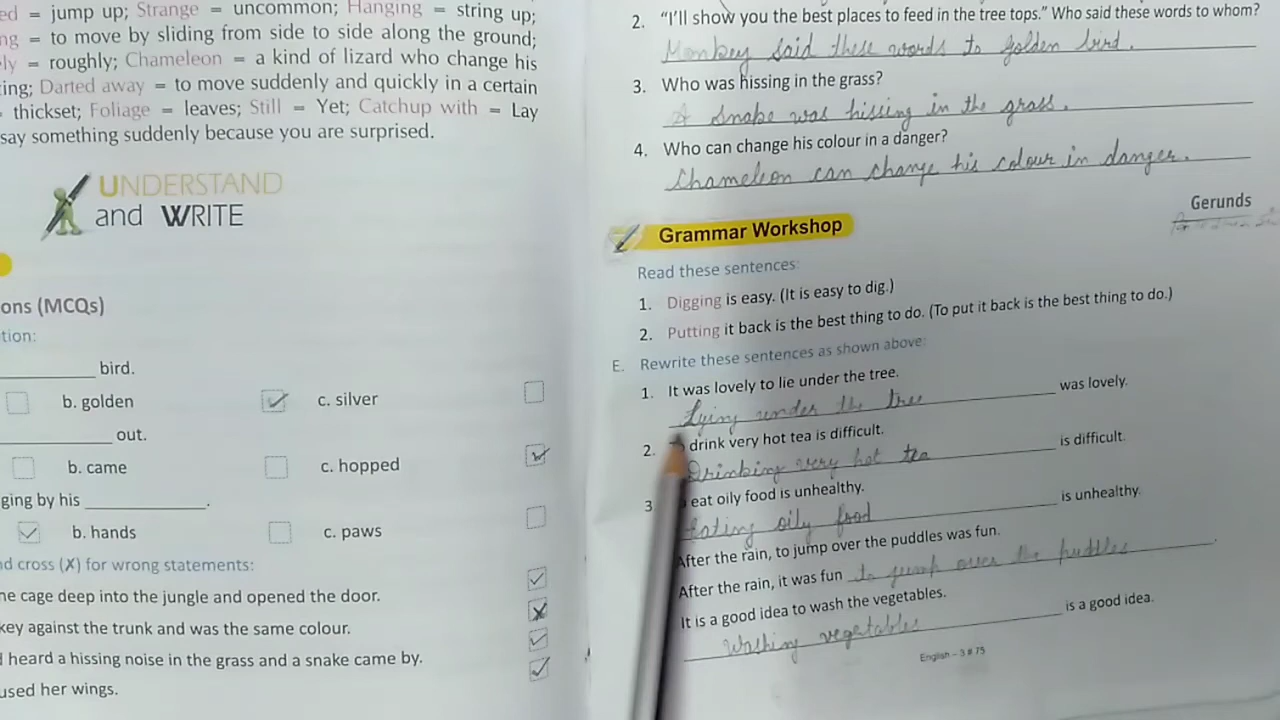 ed = jump up; Strange = uncommon; Hanging = string up;
ng = to move by sliding from side to side along the ground;
ly = roughly; Chameleon = a kind of lizard who change his
ing; Darted away = to move suddenly and quickly in a certain
thickset; Foliage = leaves; Still = Yet; Catchup with = Lay
say something suddenly because you are surprised.
UNDERSTAND
and WRITE
ons (MCQs)
tion:
______ bird.
b. golden c. silver
______ out.
b. came c. hopped
ging by his ______.
b. hands c. paws
nd cross (X) for wrong statements:
he cage deep into the jungle and opened the door.
key against the trunk and was the same colour.
d heard a hissing noise in the grass and a snake came by.
used her wings.
2. “I’ll show you the best places to feed in the tree tops.” Who said these words to whom?
Monkey said these words to golden bird.
3. Who was hissing in the grass?
A snake was hissing in the grass.
4. Who can change his colour in a danger?
Chameleon can change his colour in danger.
Gerunds
Grammar Workshop
Read these sentences:
1. Digging is easy. (It is easy to dig.)
2. Putting it back is the best thing to do. (To put it back is the best thing to do.)
E. Rewrite these sentences as shown above:
1. It was lovely to lie under the tree.
Lying under the tree was lovely.
2. drink very hot tea is difficult.
Drinking very hot tea is difficult.
3. eat oily food is unhealthy.
Eating oily food is unhealthy.
After the rain, to jump over the puddles was fun.
After the rain, it was fun to jump over the puddles.
It is a good idea to wash the vegetables.
Washing vegetables is a good idea.
English – 3 # 75